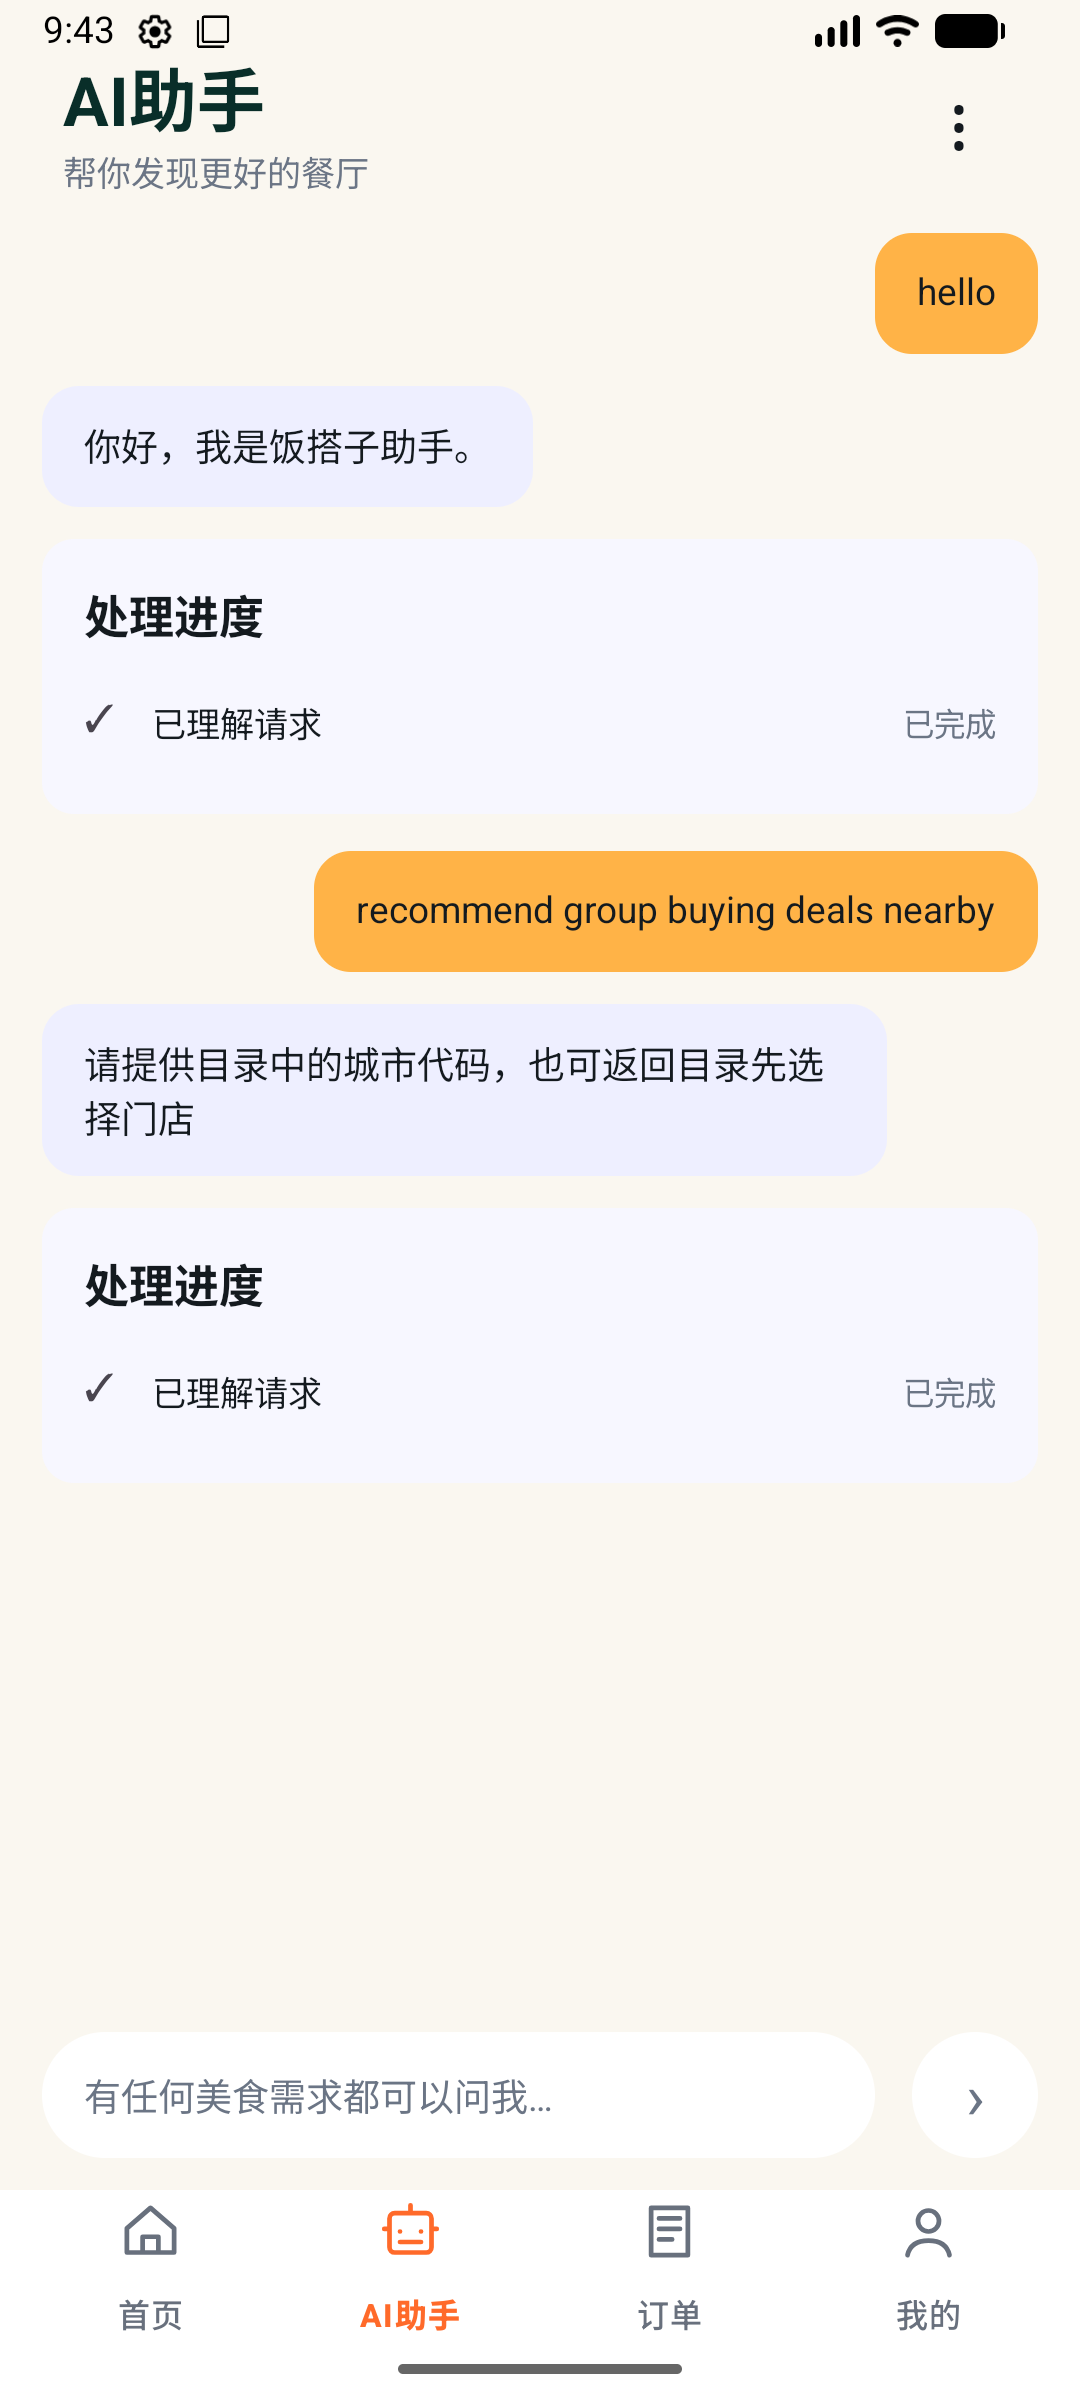 9:43
AI助手
帮你发现更好的餐厅
hello
你好，我是饭搭子助手。
处理进度
✓ 已理解请求 已完成
recommend group buying deals nearby
请提供目录中的城市代码，也可返回目录先选
择门店
处理进度
✓ 已理解请求 已完成
有任何美食需求都可以问我...
首页 AI助手 订单 我的